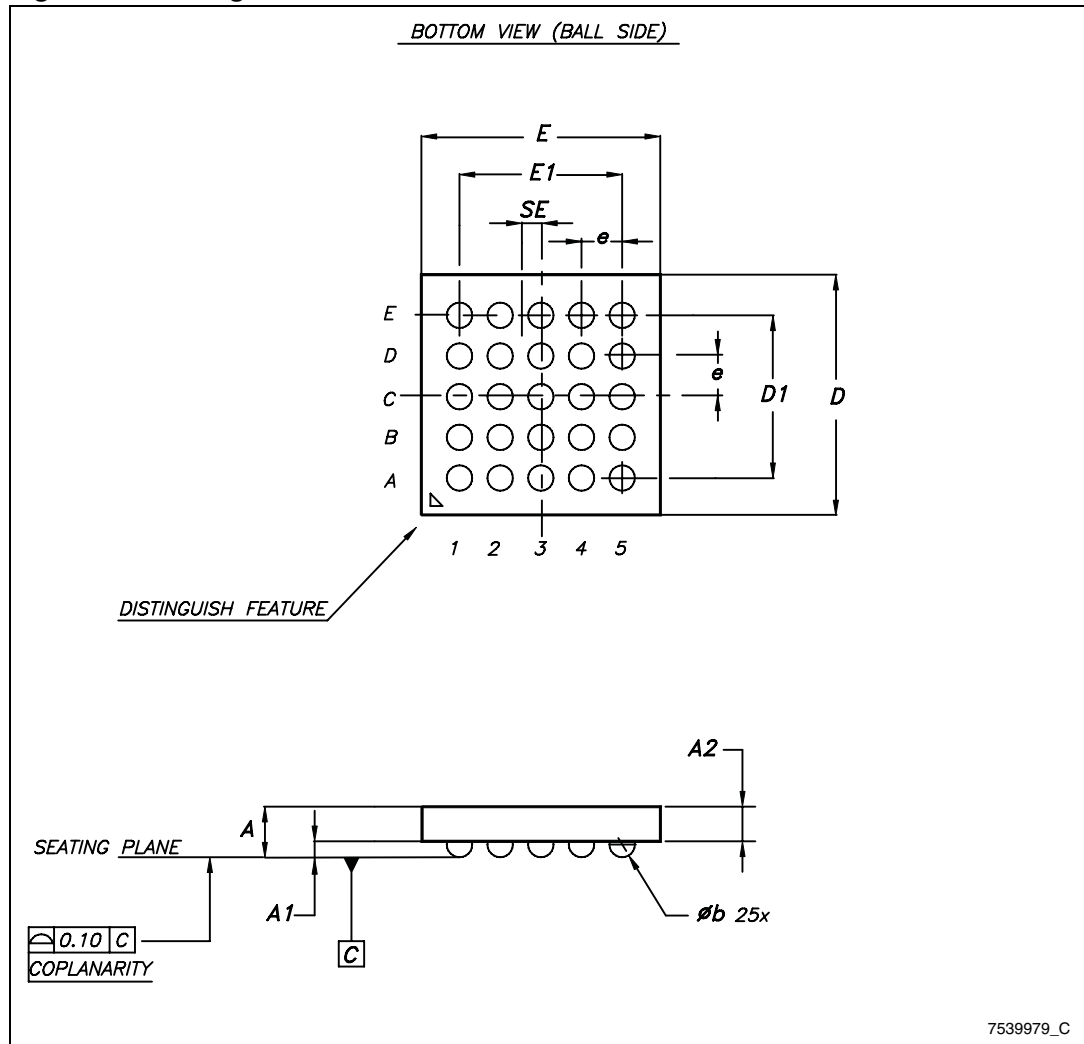 BOTTOM VIEW (BALL SIDE)
E
E1
SE
e
E
D
C
B
A
e
D1
D
1 2 3 4 5
DISTINGUISH FEATURE
A2
A
SEATING PLANE
A1
øb 25x
⌓ 0.10 C
C
COPLANARITY
7539979_C